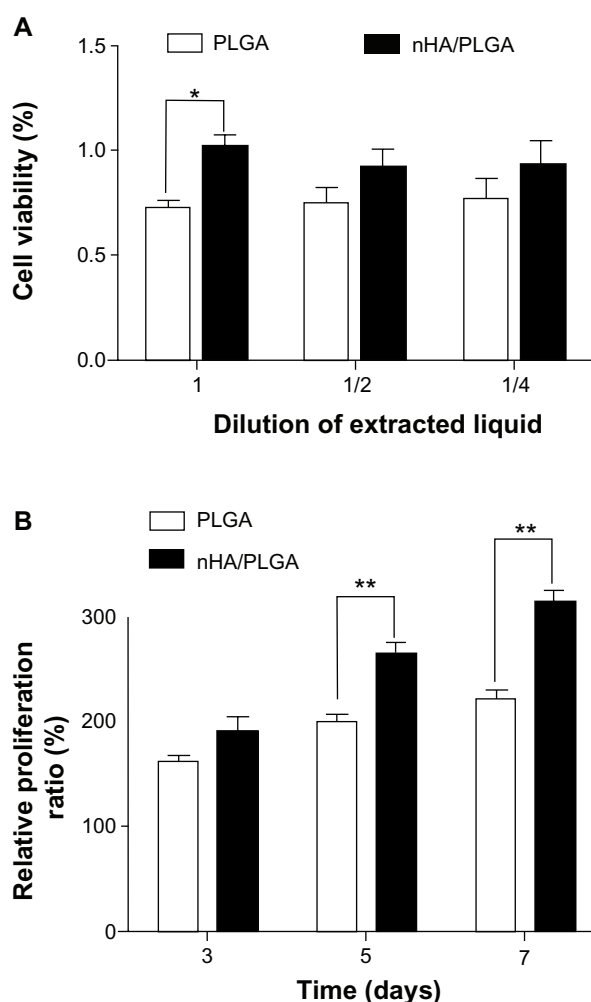 A
PLGA
nHA/PLGA
1.5
*
1.0
Cell viability (%)
0.5
0.0
1
1/2
1/4
Dilution of extracted liquid
B
PLGA
nHA/PLGA
**
**
300
200
Relative proliferation
ratio (%)
100
0
3
5
7
Time (days)